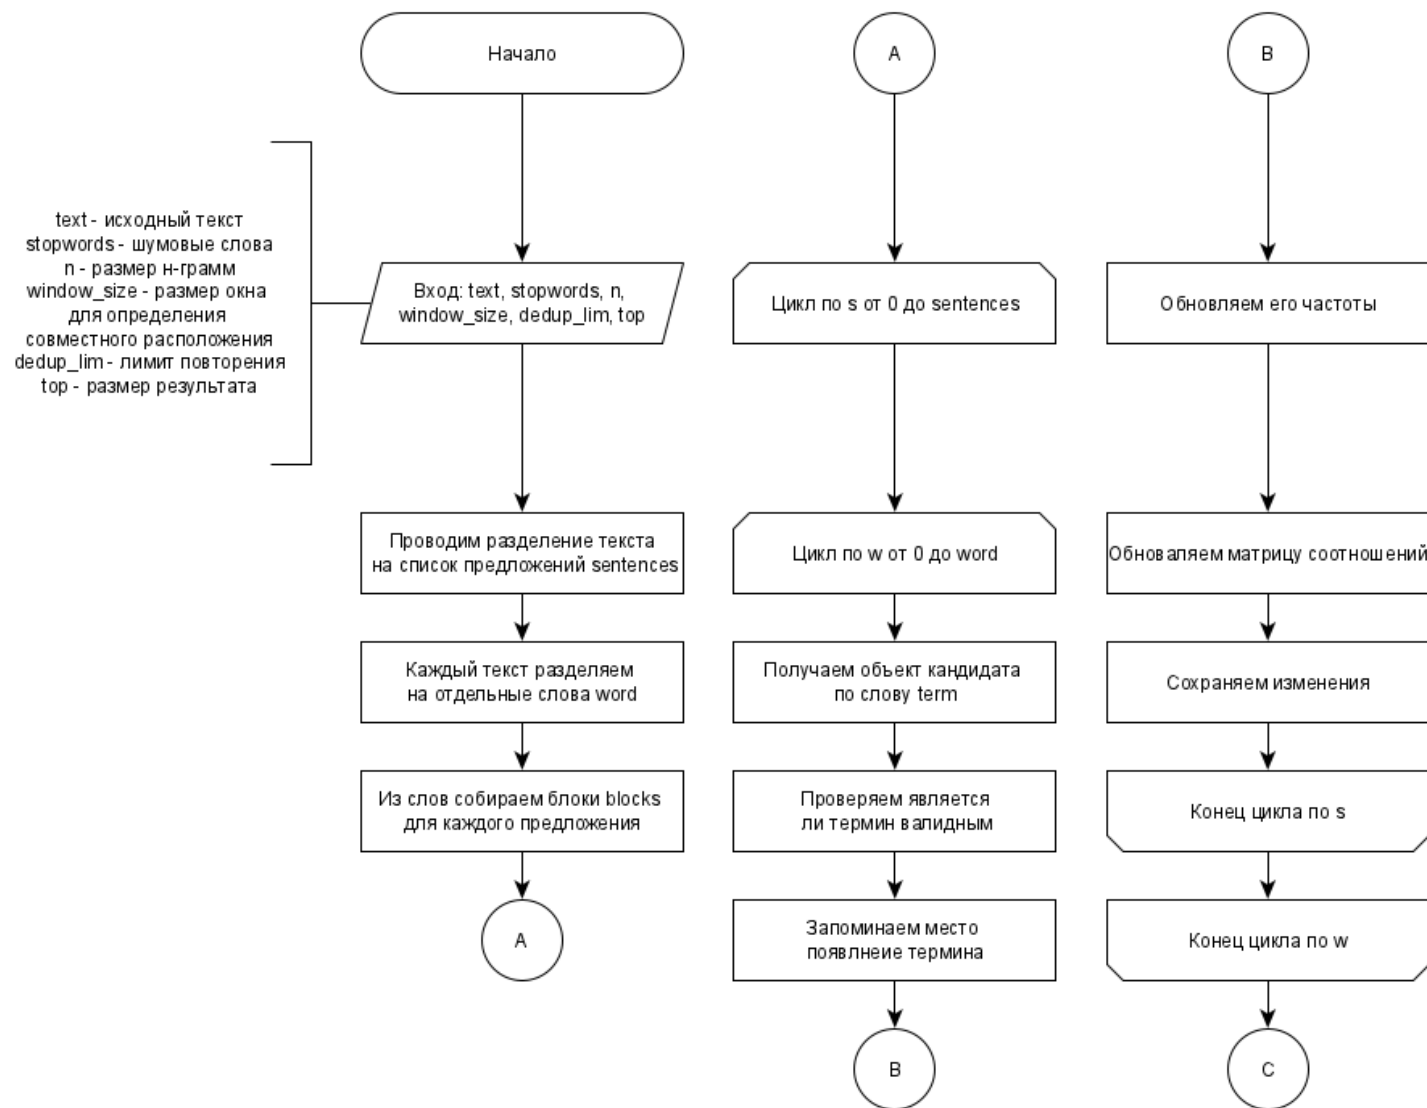 Начало
text - исходный текст
stopwords - шумовые слова
n - размер н-грамм
window_size - размер окна
для определения
совместного расположения
dedup_lim - лимит повторения
top - размер результата
Вход: text, stopwords, n,
window_size, dedup_lim, top
Проводим разделение текста
на список предложений sentences
Каждый текст разделяем
на отдельные слова word
Из слов собираем блоки blocks
для каждого предложения
A
A
Цикл по s от 0 до sentences
Цикл по w от 0 до word
Получаем объект кандидата
по слову term
Проверяем является
ли термин валидным
Запоминаем место
появлнеие термина
B
B
Обновляем его частоты
Обноваляем матрицу соотношений
Сохраняем изменения
Конец цикла по s
Конец цикла по w
C